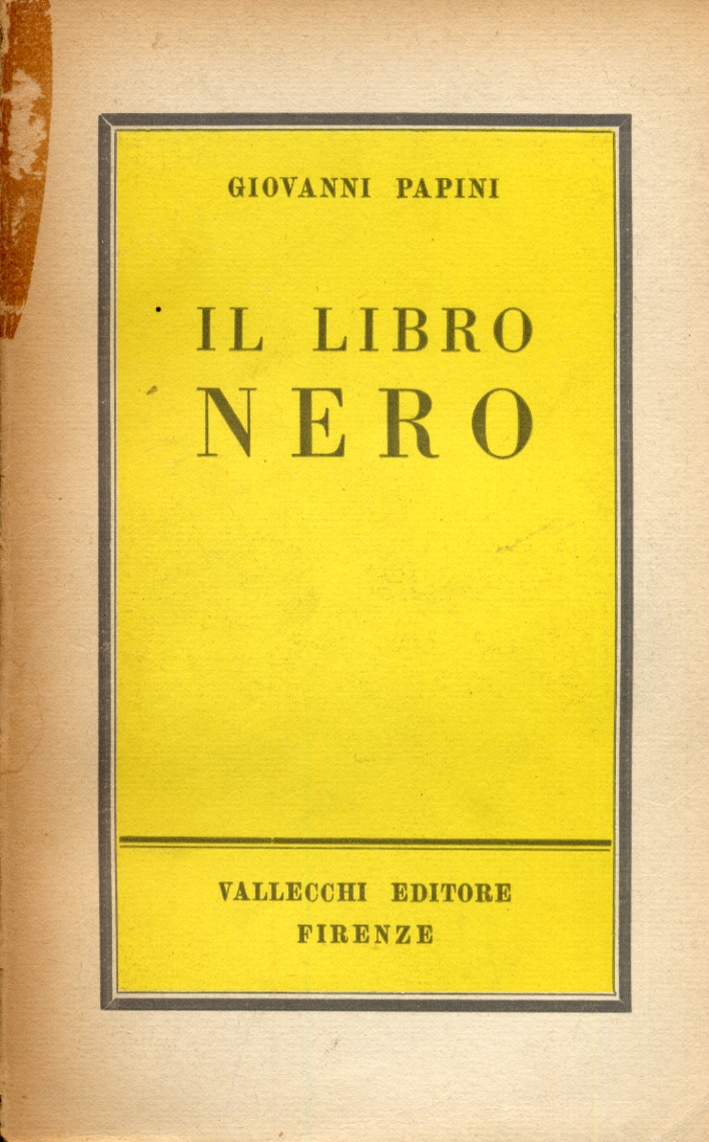 GIOVANNI PAPINI
IL LIBRO
NERO
VALLECCHI EDITORE
FIRENZE